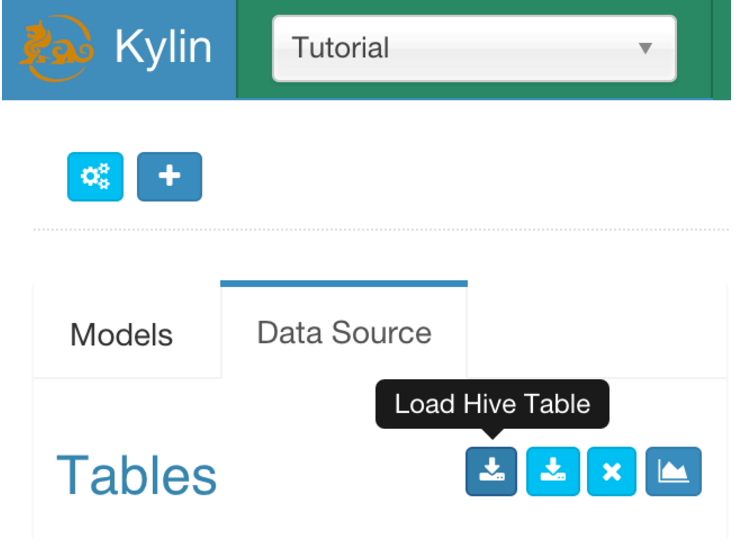 Kylin
Tutorial
Models
Data Source
Load Hive Table
Tables